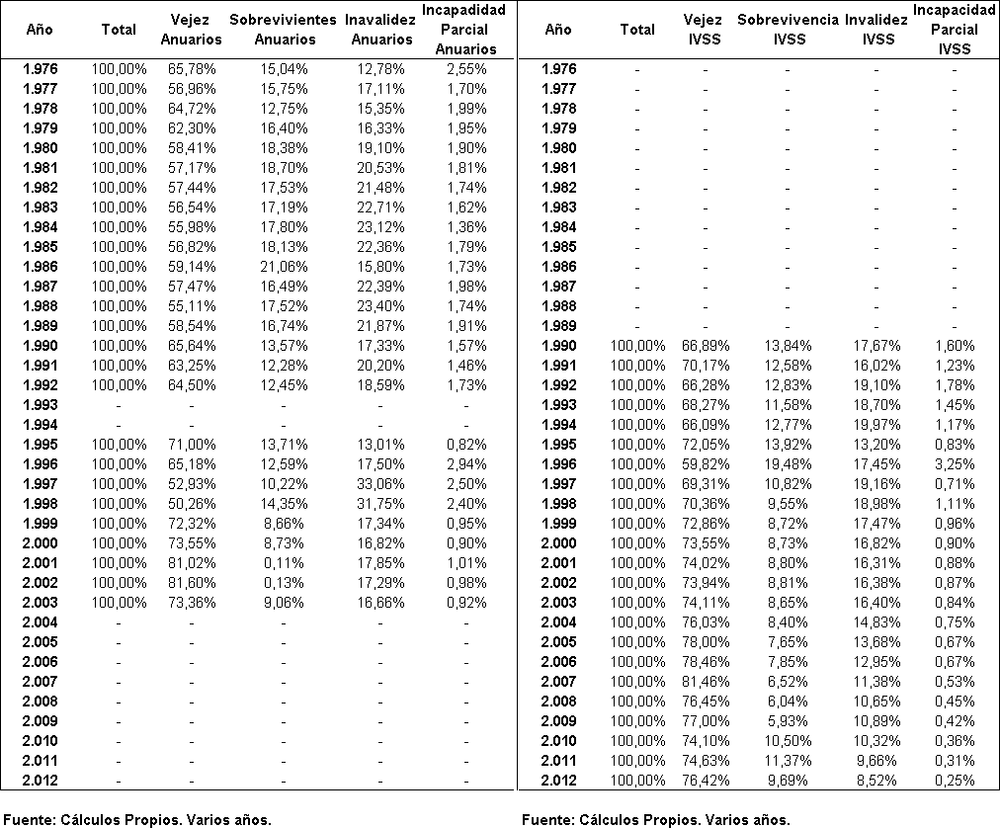 Año Total Vejez Anuarios Sobrevivientes Anuarios Inavalidez Anuarios Incapadidad Parcial Anuarios
1.976 100,00% 65,78% 15,04% 12,78% 2,55%
1.977 100,00% 56,96% 15,75% 17,11% 1,70%
1.978 100,00% 64,72% 12,75% 15,35% 1,99%
1.979 100,00% 62,30% 16,40% 16,33% 1,95%
1.980 100,00% 58,41% 18,38% 19,10% 1,90%
1.981 100,00% 57,17% 18,70% 20,53% 1,81%
1.982 100,00% 57,44% 17,53% 21,48% 1,74%
1.983 100,00% 56,54% 17,19% 22,71% 1,62%
1.984 100,00% 55,98% 17,80% 23,12% 1,36%
1.985 100,00% 56,82% 18,13% 22,36% 1,79%
1.986 100,00% 59,14% 21,06% 15,80% 1,73%
1.987 100,00% 57,47% 16,49% 22,39% 1,98%
1.988 100,00% 55,11% 17,52% 23,40% 1,74%
1.989 100,00% 58,54% 16,74% 21,87% 1,91%
1.990 100,00% 65,64% 13,57% 17,33% 1,57%
1.991 100,00% 63,25% 12,28% 20,20% 1,46%
1.992 100,00% 64,50% 12,45% 18,59% 1,73%
1.993 - - - - -
1.994 - - - - -
1.995 100,00% 71,00% 13,71% 13,01% 0,82%
1.996 100,00% 65,18% 12,59% 17,50% 2,94%
1.997 100,00% 52,93% 10,22% 33,06% 2,50%
1.998 100,00% 50,26% 14,35% 31,75% 2,40%
1.999 100,00% 72,32% 8,66% 17,34% 0,95%
2.000 100,00% 73,55% 8,73% 16,82% 0,90%
2.001 100,00% 81,02% 0,11% 17,85% 1,01%
2.002 100,00% 81,60% 0,13% 17,29% 0,98%
2.003 100,00% 73,36% 9,06% 16,66% 0,92%
2.004 - - - - -
2.005 - - - - -
2.006 - - - - -
2.007 - - - - -
2.008 - - - - -
2.009 - - - - -
2.010 - - - - -
2.011 - - - - -
2.012 - - - - -
Fuente: Cálculos Propios. Varios años.
Año Total Vejez IVSS Sobrevivencia IVSS Invalidez IVSS Incapacidad Parcial IVSS
1.976 - - - - -
1.977 - - - - -
1.978 - - - - -
1.979 - - - - -
1.980 - - - - -
1.981 - - - - -
1.982 - - - - -
1.983 - - - - -
1.984 - - - - -
1.985 - - - - -
1.986 - - - - -
1.987 - - - - -
1.988 - - - - -
1.989 - - - - -
1.990 100,00% 66,89% 13,84% 17,67% 1,60%
1.991 100,00% 70,17% 12,58% 16,02% 1,23%
1.992 100,00% 66,28% 12,83% 19,10% 1,78%
1.993 100,00% 68,27% 11,58% 18,70% 1,45%
1.994 100,00% 66,09% 12,77% 19,97% 1,17%
1.995 100,00% 72,05% 13,92% 13,20% 0,83%
1.996 100,00% 59,82% 19,48% 17,45% 3,25%
1.997 100,00% 69,31% 10,82% 19,16% 0,71%
1.998 100,00% 70,36% 9,55% 18,98% 1,11%
1.999 100,00% 72,86% 8,72% 17,47% 0,96%
2.000 100,00% 73,55% 8,73% 16,82% 0,90%
2.001 100,00% 74,02% 8,80% 16,31% 0,88%
2.002 100,00% 73,94% 8,81% 16,38% 0,87%
2.003 100,00% 74,11% 8,65% 16,40% 0,84%
2.004 100,00% 76,03% 8,40% 14,83% 0,75%
2.005 100,00% 78,00% 7,65% 13,68% 0,67%
2.006 100,00% 78,46% 7,85% 12,95% 0,67%
2.007 100,00% 81,46% 6,52% 11,38% 0,53%
2.008 100,00% 76,45% 6,04% 10,65% 0,45%
2.009 100,00% 77,00% 5,93% 10,89% 0,42%
2.010 100,00% 74,10% 10,50% 10,32% 0,36%
2.011 100,00% 74,63% 11,37% 9,66% 0,31%
2.012 100,00% 76,42% 9,69% 8,52% 0,25%
Fuente: Cálculos Propios. Varios años.